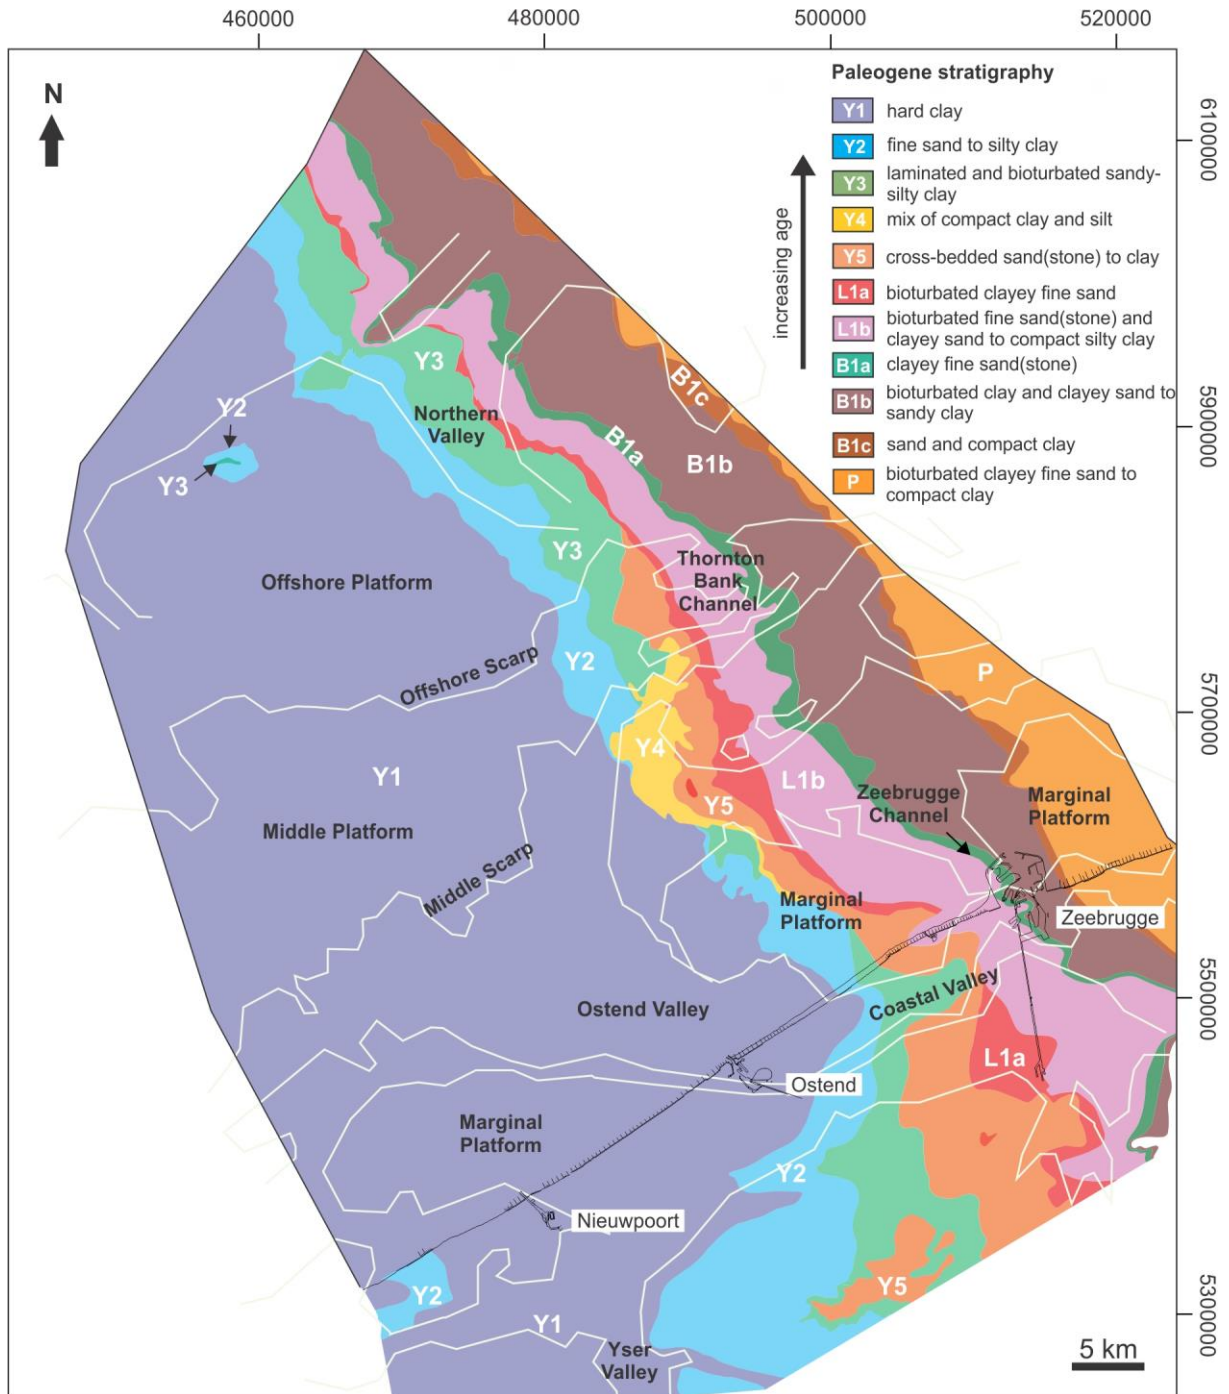 460000
480000
500000
520000
N
Paleogene stratigraphy
Y1 hard clay
Y2 fine sand to silty clay
Y3 laminated and bioturbated sandy-
silty clay
Y4 mix of compact clay and silt
Y5 cross-bedded sand(stone) to clay
L1a bioturbated clayey fine sand
L1b bioturbated fine sand(stone) and
clayey sand to compact silty clay
B1a clayey fine sand(stone)
B1b bioturbated clay and clayey sand to
sandy clay
B1c sand and compact clay
P bioturbated clayey fine sand to
compact clay
increasing age
6100000
5900000
5700000
5500000
5300000
Y3
B1c
Y2
Northern
Valley
B1a
B1b
Y3
Y3
Thornton
Bank
Channel
Offshore Platform
Offshore Scarp
Y2
P
Y4
Y1
L1b
Y5
Zeebrugge
Channel
Marginal
Platform
Middle Platform
Middle Scarp
Marginal
Platform
Zeebrugge
Ostend Valley
Coastal Valley
L1a
Ostend
Marginal
Platform
Y2
Nieuwpoort
Y2
Y5
Y1
Yser
Valley
5 km